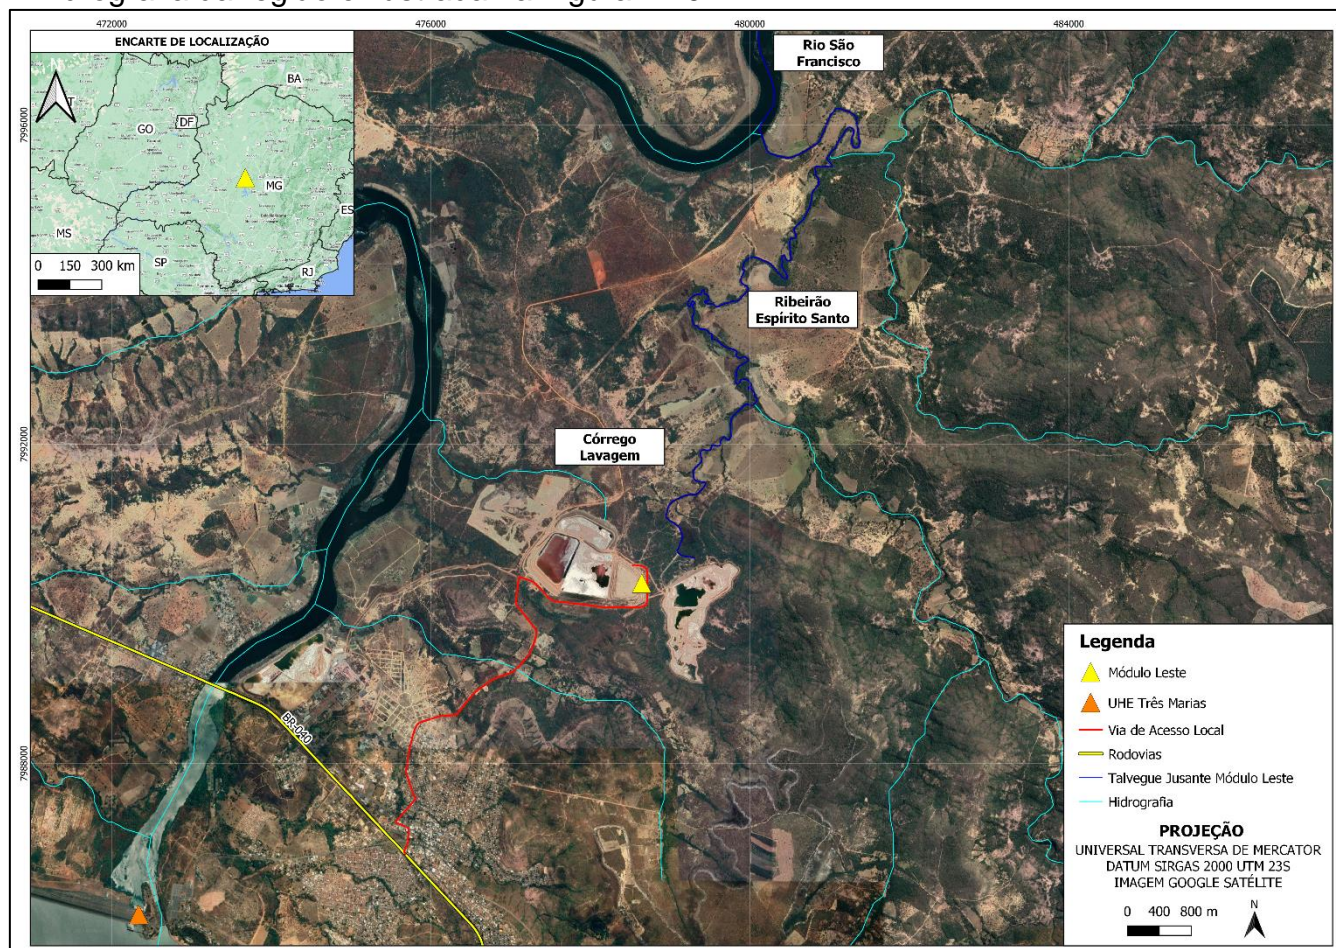 472000
476000
480000
484000
ENCARTE DE LOCALIZAÇÃO
N
BA
GO
DF
MG
ES
MS
SP
RJ
0 150 300 km
Rio São
Francisco
7996000
Ribeirão
Espírito Santo
7992000
Córrego
Lavagem
BR-040
7988000
Legenda
Módulo Leste
UHE Três Marias
Via de Acesso Local
Rodovias
Talvegue Jusante Módulo Leste
Hidrografia
PROJEÇÃO
UNIVERSAL TRANSVERSA DE MERCATOR
DATUM SIRGAS 2000 UTM 23S
IMAGEM GOOGLE SATÉLITE
0 400 800 m
N